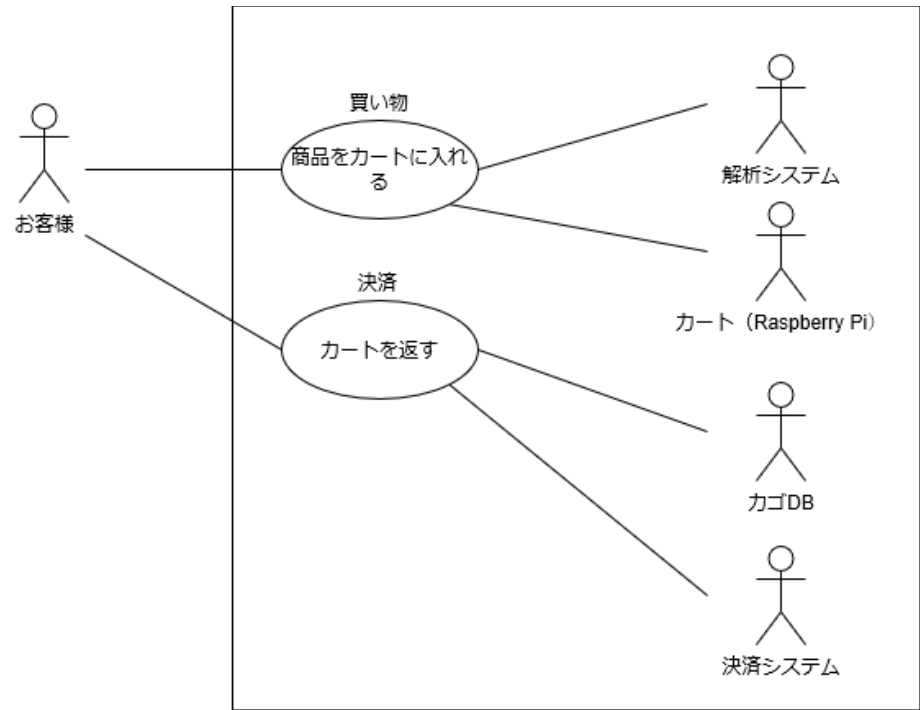 買い物
商品をカートに入れ
る
お客様
解析システム
カート（Raspberry Pi）
決済
カートを返す
カゴDB
決済システム